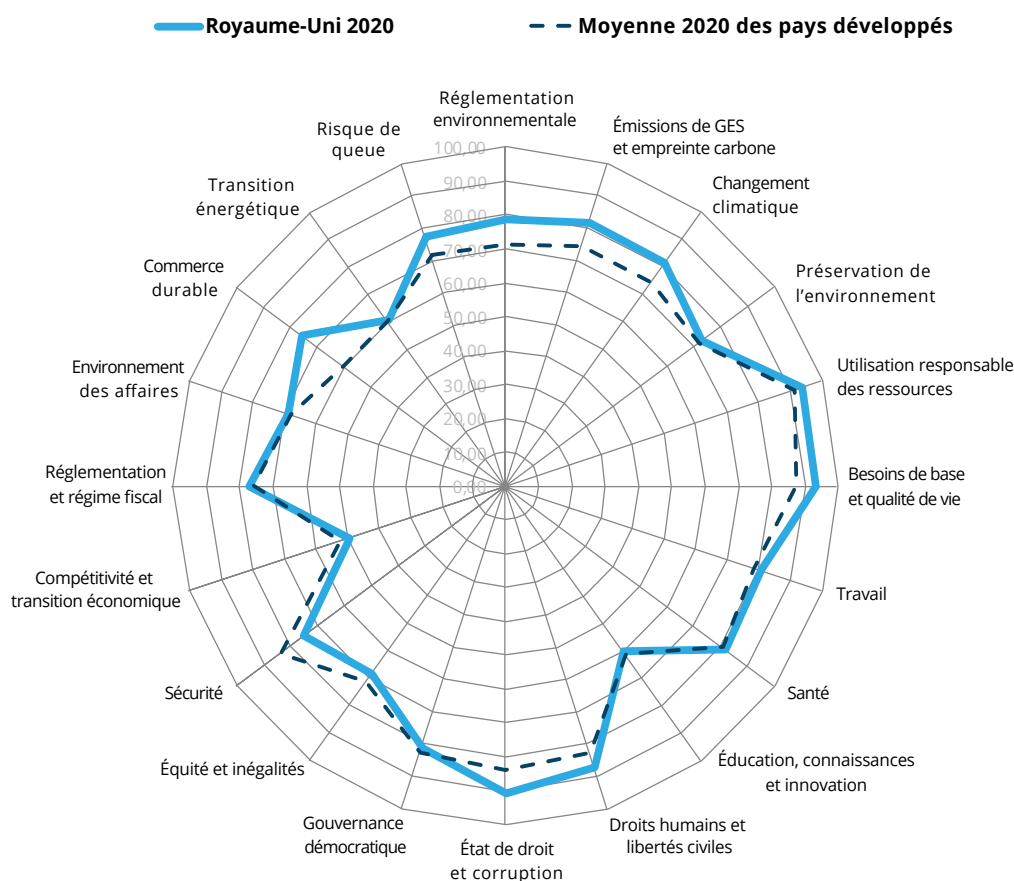 Royaume-Uni 2020
Moyenne 2020 des pays développés
Réglementation
environnementale
Émissions de GES
et empreinte carbone
Changement
climatique
Préservation de
l’environnement
Utilisation responsable
des ressources
Besoins de base
et qualité de vie
Travail
Santé
Éducation, connaissances
et innovation
Droits humains et
libertés civiles
État de droit
et corruption
Gouvernance
démocratique
Équité et inégalités
Sécurité
Compétitivité et
transition économique
Réglementation
et régime fiscal
Environnement
des affaires
Commerce
durable
Transition
énergétique
Risque de
queue
100,00
90,00
80,00
70,00
60,00
50,00
40,00
30,00
20,00
10,00
0,00